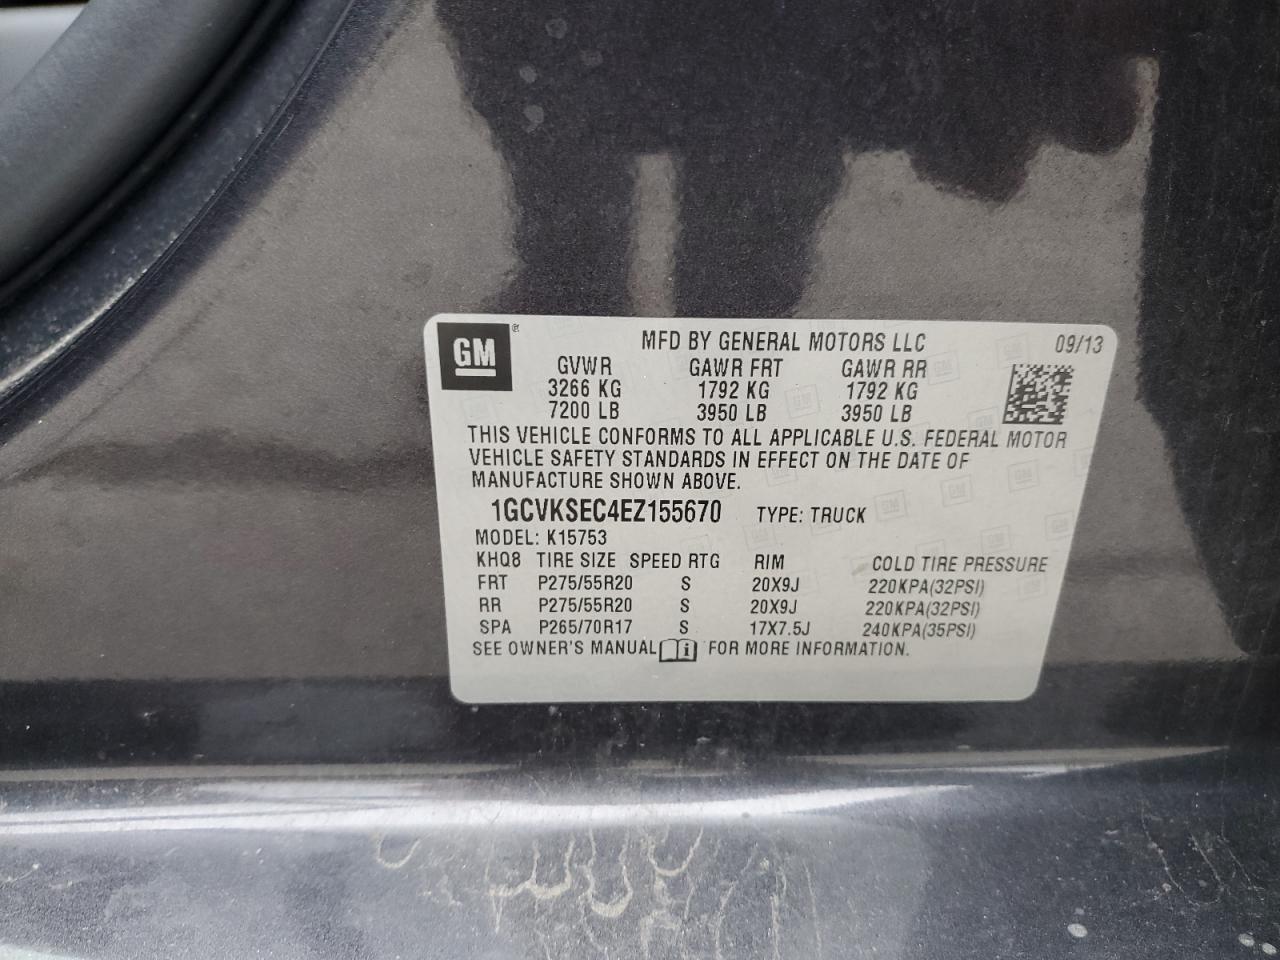 GM ® MFD BY GENERAL MOTORS LLC 09/13
GVWR GAWR FRT GAWR RR
3266 KG 1792 KG 1792 KG
7200 LB 3950 LB 3950 LB
THIS VEHICLE CONFORMS TO ALL APPLICABLE U.S. FEDERAL MOTOR
VEHICLE SAFETY STANDARDS IN EFFECT ON THE DATE OF
MANUFACTURE SHOWN ABOVE.
1GCVKSEC4EZ155670 TYPE: TRUCK
MODEL: K15753
KHQ8 TIRE SIZE SPEED RTG RIM COLD TIRE PRESSURE
FRT P275/55R20 S 20X9J 220KPA(32PSI)
RR P275/55R20 S 20X9J 220KPA(32PSI)
SPA P265/70R17 S 17X7.5J 240KPA(35PSI)
SEE OWNER'S MANUAL i FOR MORE INFORMATION.